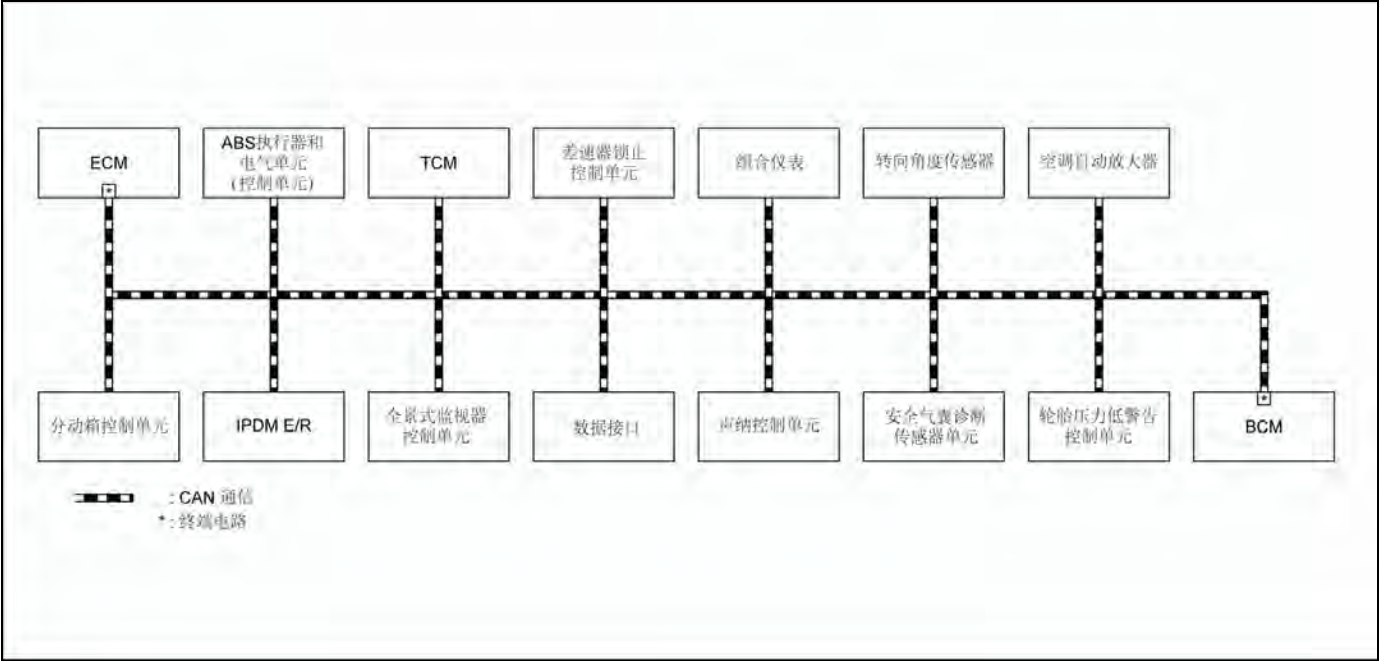 ECM
ABS执行器和
电气单元
(控制单元)
TCM
差速器锁止
控制单元
组合仪表
转向角度传感器
空调自动放大器
*
分动箱控制单元
IPDM E/R
全景式监视器
控制单元
数据接口
声纳控制单元
安全气囊诊断
传感器单元
轮胎压力低警告
控制单元
*
BCM
: CAN 通信
*: 终端电路